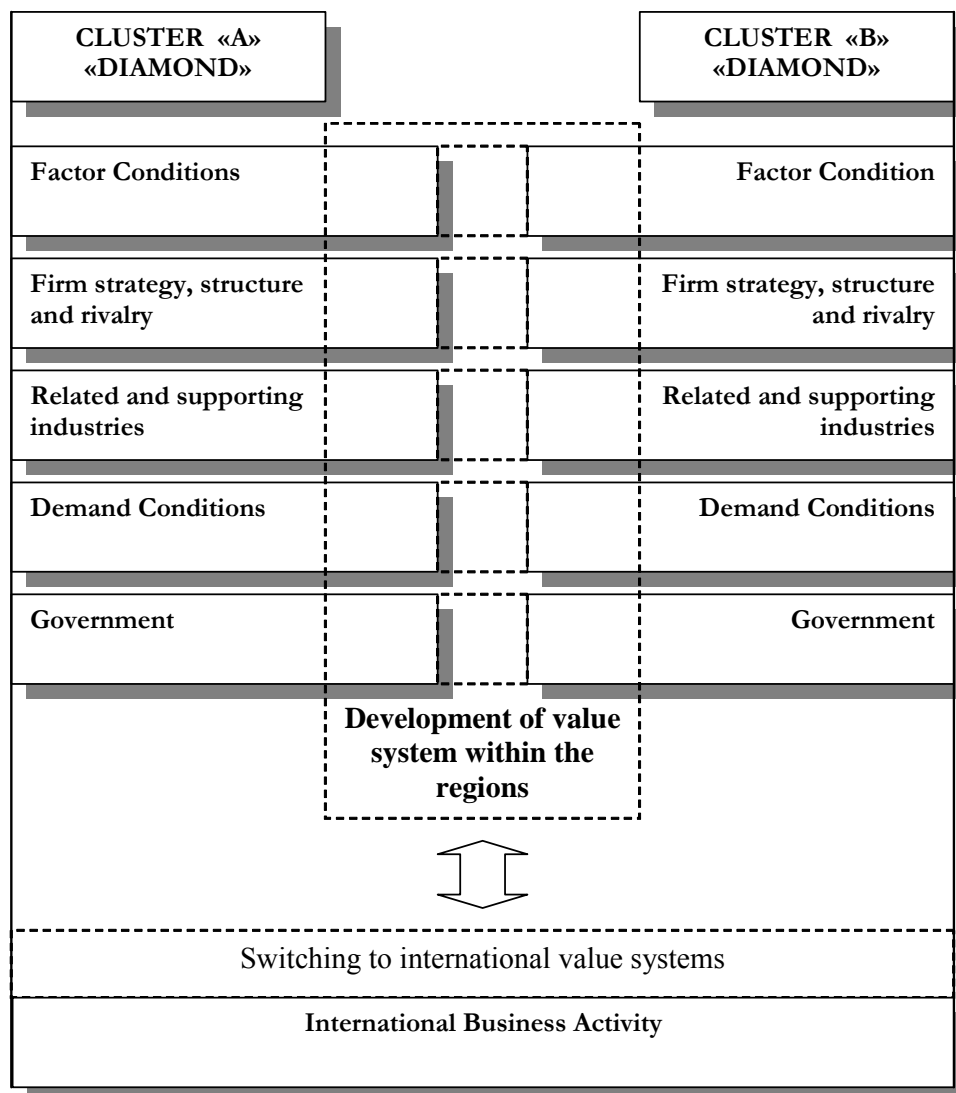 CLUSTER «A»
«DIAMOND»
CLUSTER «B»
«DIAMOND»
Factor Conditions
Factor Condition
Firm strategy, structure
and rivalry
Firm strategy, structure
and rivalry
Related and supporting
industries
Related and supporting
industries
Demand Conditions
Demand Conditions
Government
Government
Development of value
system within the
regions
Switching to international value systems
International Business Activity